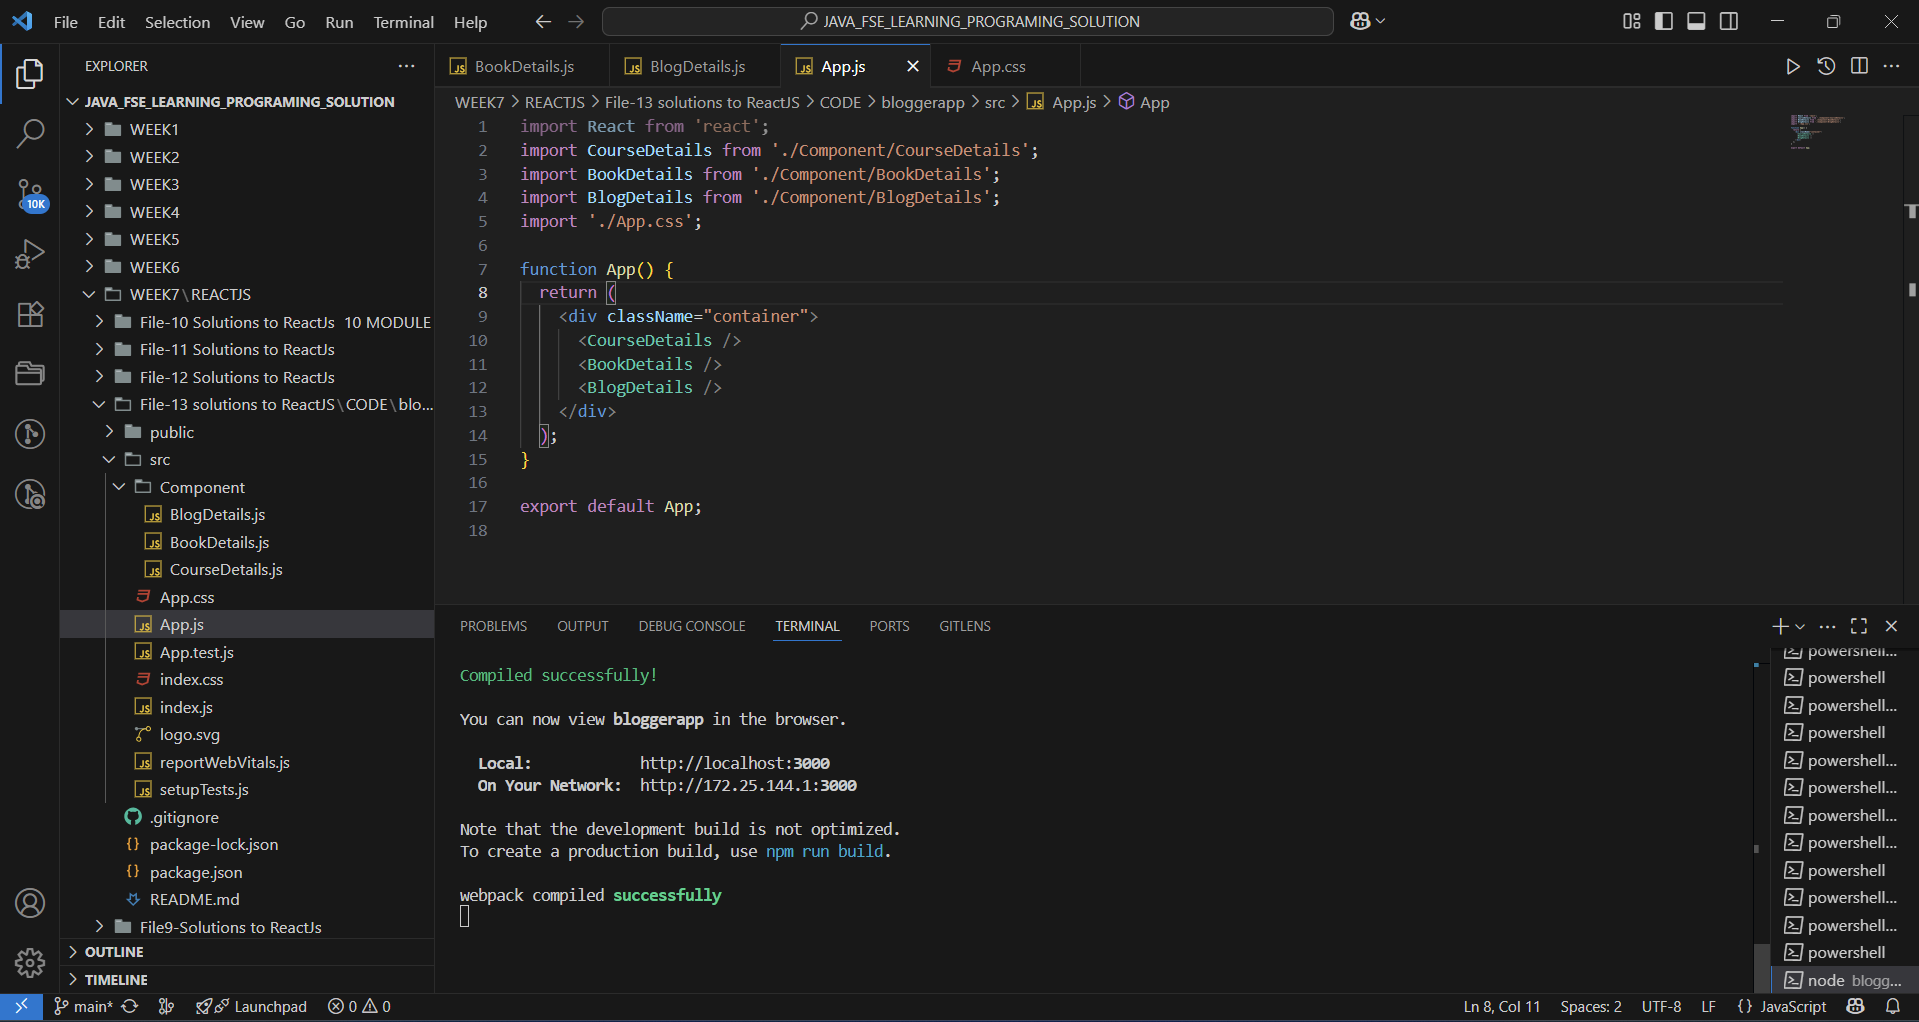 File Edit Selection View Go Run Terminal Help
JAVA_FSE_LEARNING_PROGRAMING_SOLUTION
EXPLORER
JAVA_FSE_LEARNING_PROGRAMING_SOLUTION
WEEK1
WEEK2
WEEK3
WEEK4
WEEK5
WEEK6
WEEK7\REACTJS
File-10 Solutions to ReactJs 10 MODULE
File-11 Solutions to ReactJs
File-12 Solutions to ReactJs
File-13 solutions to ReactJS\CODE\blo...
public
src
Component
BlogDetails.js
BookDetails.js
CourseDetails.js
App.css
App.js
App.test.js
index.css
index.js
logo.svg
reportWebVitals.js
setupTests.js
.gitignore
package-lock.json
package.json
README.md
File9-Solutions to ReactJs
OUTLINE
TIMELINE
10K
BookDetails.js BlogDetails.js App.js App.css
WEEK7 > REACTJS > File-13 solutions to ReactJS > CODE > bloggerapp > src > App.js > App
1 import React from 'react';
2 import CourseDetails from './Component/CourseDetails';
3 import BookDetails from './Component/BookDetails';
4 import BlogDetails from './Component/BlogDetails';
5 import './App.css';
6
7 function App() {
8 return (
9 <div className="container">
10 <CourseDetails />
11 <BookDetails />
12 <BlogDetails />
13 </div>
14 );
15 }
16
17 export default App;
18
PROBLEMS OUTPUT DEBUG CONSOLE TERMINAL PORTS GITLENS
Compiled successfully!
You can now view bloggerapp in the browser.
Local: http://localhost:3000
On Your Network: http://172.25.144.1:3000
Note that the development build is not optimized.
To create a production build, use npm run build.
webpack compiled successfully
powershell...
powershell
powershell...
powershell
powershell...
powershell...
powershell...
powershell...
powershell
powershell...
powershell...
powershell
node blogg...
main* Launchpad 0 0 Ln 8, Col 11 Spaces: 2 UTF-8 LF {} JavaScript